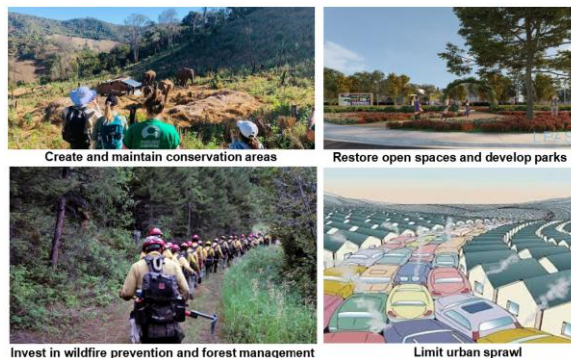 Create and maintain conservation areas
Restore open spaces and develop parks
Invest in wildfire prevention and forest management
Limit urban sprawl